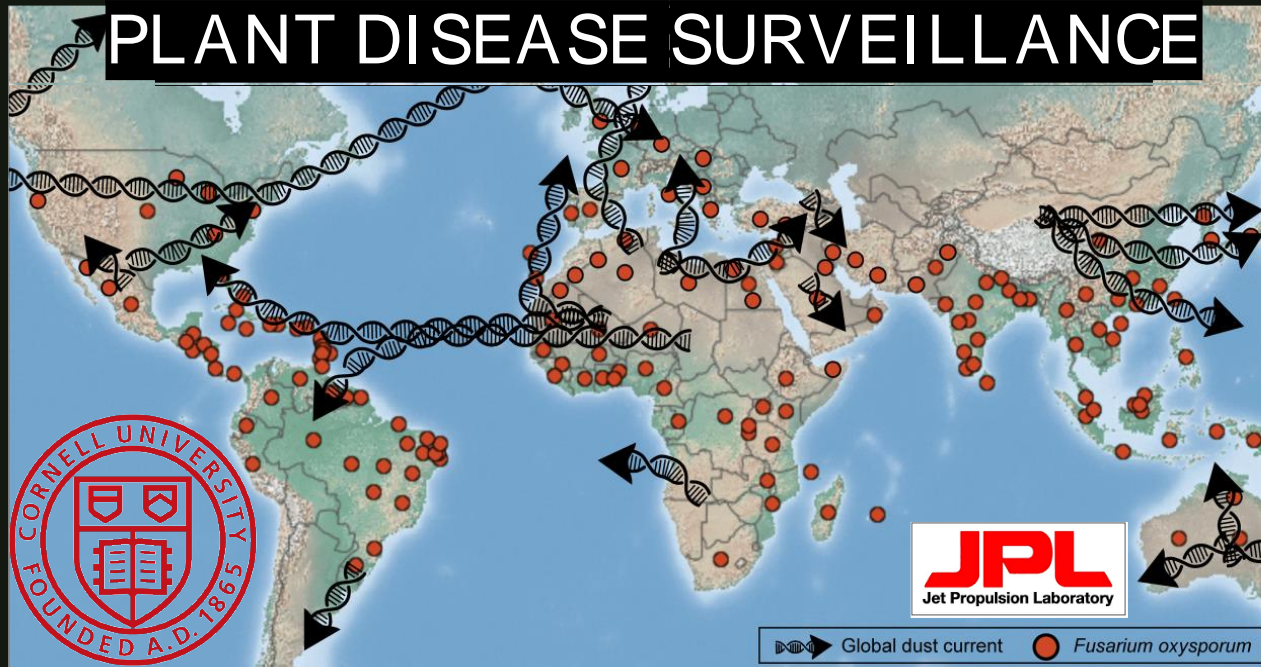 PLANT DISEASE SURVEILLANCE
CORNELL UNIVERSITY
FOUNDED A.D. 1865
JPL
Jet Propulsion Laboratory
Global dust current
Fusarium oxysporum